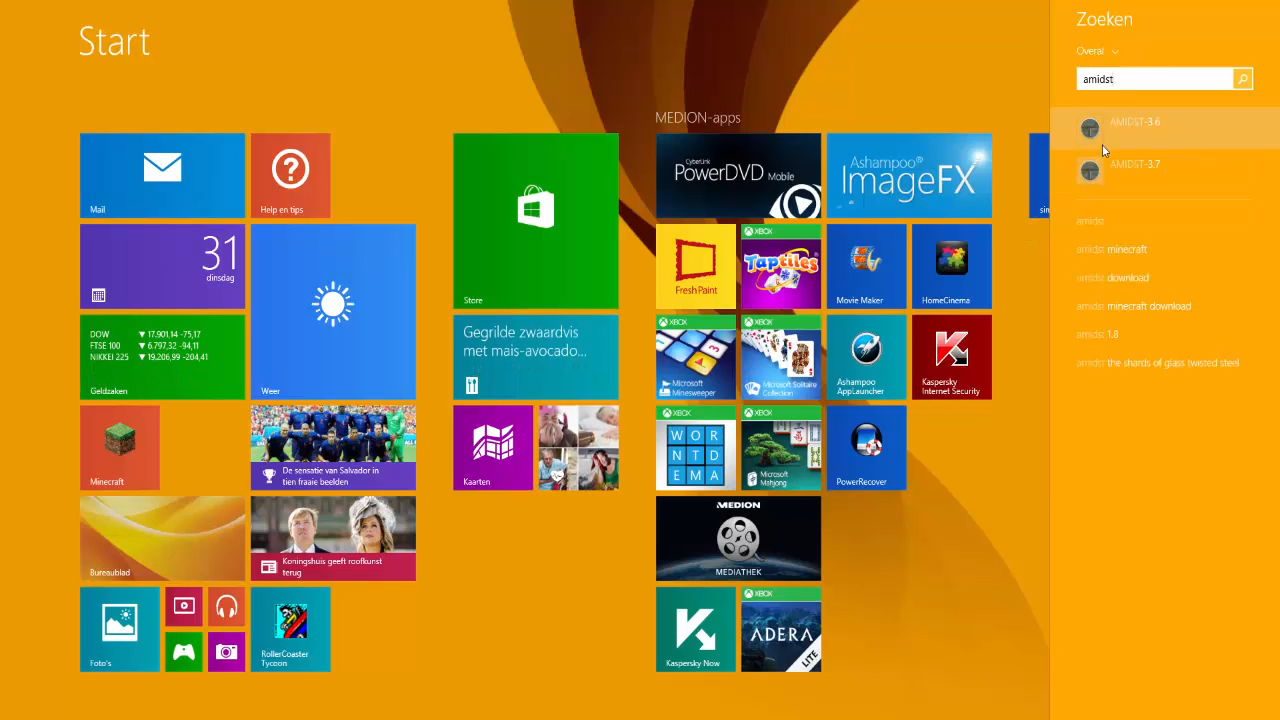 Start
Mail
Help en tips
31
dinsdag
DOW ▼ 17.901,14 -75,17
FTSE 100 ▼ 6.797,32 -94,11
NIKKEI 225 ▼ 19.206,99 -204,41
Geldzaken
Weer
Minecraft
De sensatie van Salvador in
tien fraaie beelden
Bureaublad
Koningshuis geeft roofkunst
terug
Foto's
RollerCoaster
Tycoon
Store
Gegrilde zwaardvis
met mais-avocado...
Kaarten
MEDION-apps
CyberLink
PowerDVD Mobile
Ashampoo®
ImageFX
Fresh Paint
XBOX
Taptiles
Movie Maker
HomeCinema
XBOX
Microsoft
Minesweeper
XBOX
Microsoft Solitaire
Collection
Ashampoo
AppLauncher
Kaspersky
Internet Security
XBOX
WOR
NTD
EMA
XBOX
Microsoft
Mahjong
PowerRecover
MEDION
MEDIATHEK
Kaspersky Now
XBOX
ADERA
LITE
sim
Zoeken
Overal
amidst
AMIDST-3.6
AMIDST-3.7
amidst
amidst minecraft
amidst download
amidst minecraft download
amidst 1.8
amidst the shards of glass twisted steel